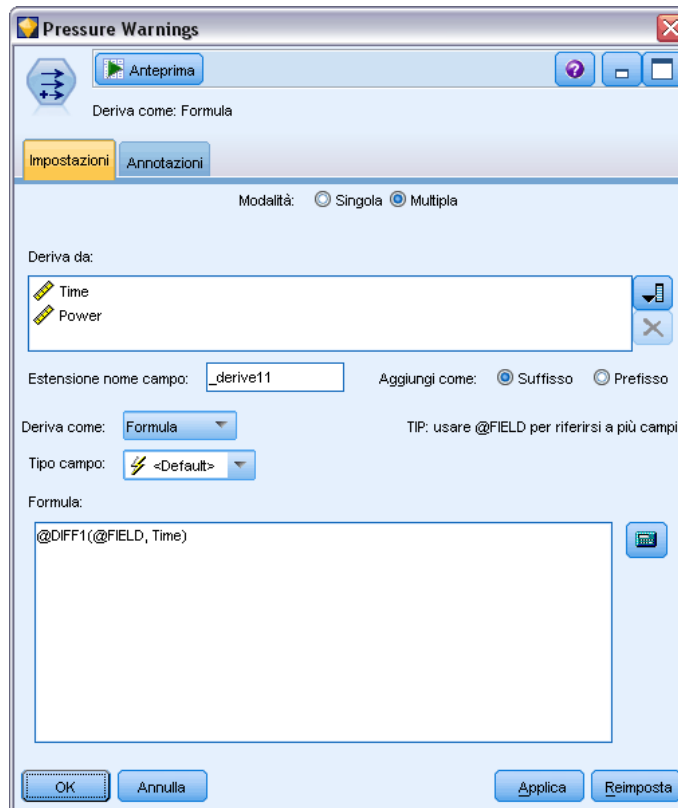 Pressure Warnings
Anteprima
Deriva come: Formula
Impostazioni Annotazioni
Modalità: Singola Multipla
Deriva da:
Time
Power
Estensione nome campo: _derive11 Aggiungi come: Suffisso Prefisso
Deriva come: Formula TIP: usare @FIELD per riferirsi a più campi
Tipo campo: <Default>
Formula:
@DIFF1(@FIELD, Time)
OK Annulla Applica Reimposta